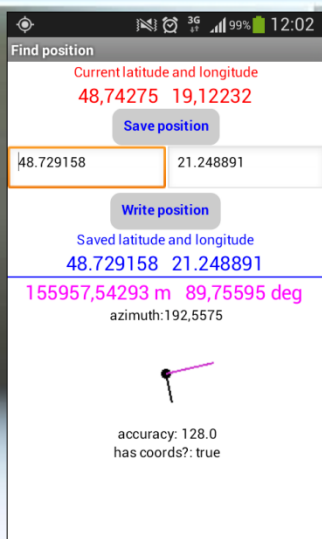 3G 99% 12:02
Find position
Current latitude and longitude
48,74275 19,12232
Save position
48.729158 21.248891
Write position
Saved latitude and longitude
48.729158 21.248891
155957,54293 m 89,75595 deg
azimuth:192,5575
accuracy: 128.0
has coords?: true